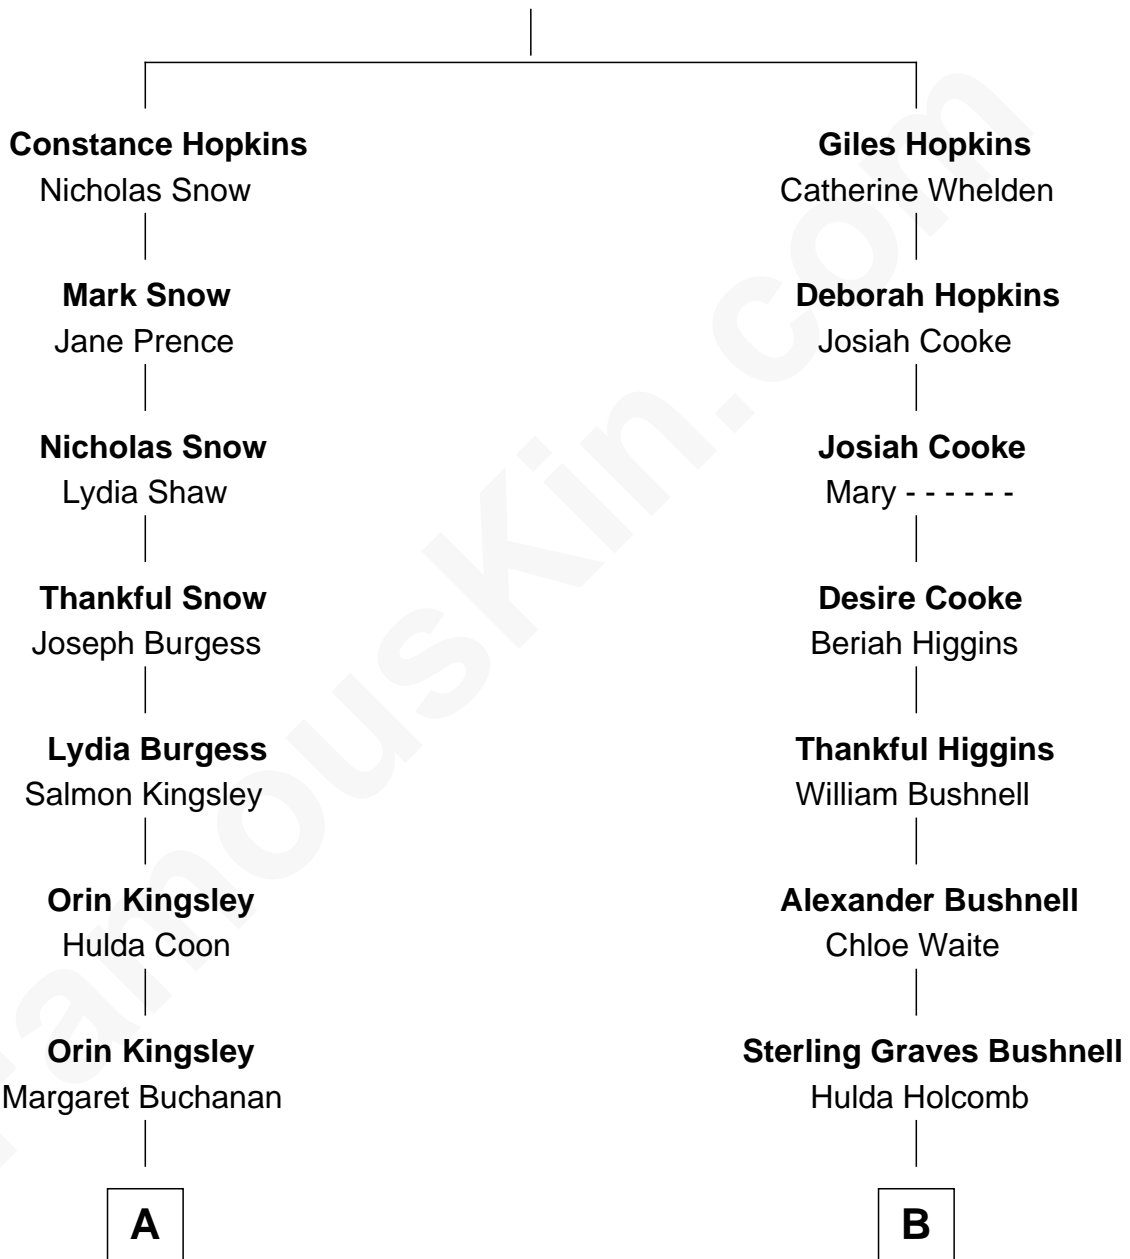 Constance Hopkins
Nicholas Snow
Mark Snow
Jane Prence
Nicholas Snow
Lydia Shaw
Thankful Snow
Joseph Burgess
Lydia Burgess
Salmon Kingsley
Orin Kingsley
Hulda Coon
Orin Kingsley
Margaret Buchanan
A
Giles Hopkins
Catherine Whelden
Deborah Hopkins
Josiah Cooke
Josiah Cooke
Mary - - - - - -
Desire Cooke
Beriah Higgins
Thankful Higgins
William Bushnell
Alexander Bushnell
Chloe Waite
Sterling Graves Bushnell
Hulda Holcomb
B
FamousKin.com